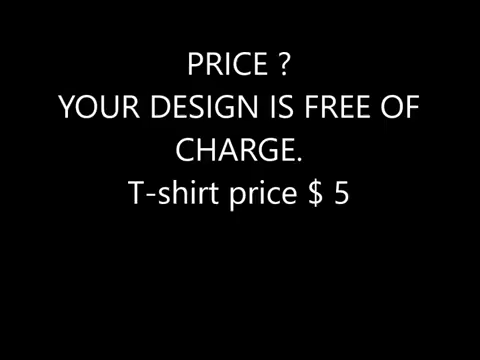 PRICE ?
YOUR DESIGN IS FREE OF
CHARGE.
T-shirt price $ 5